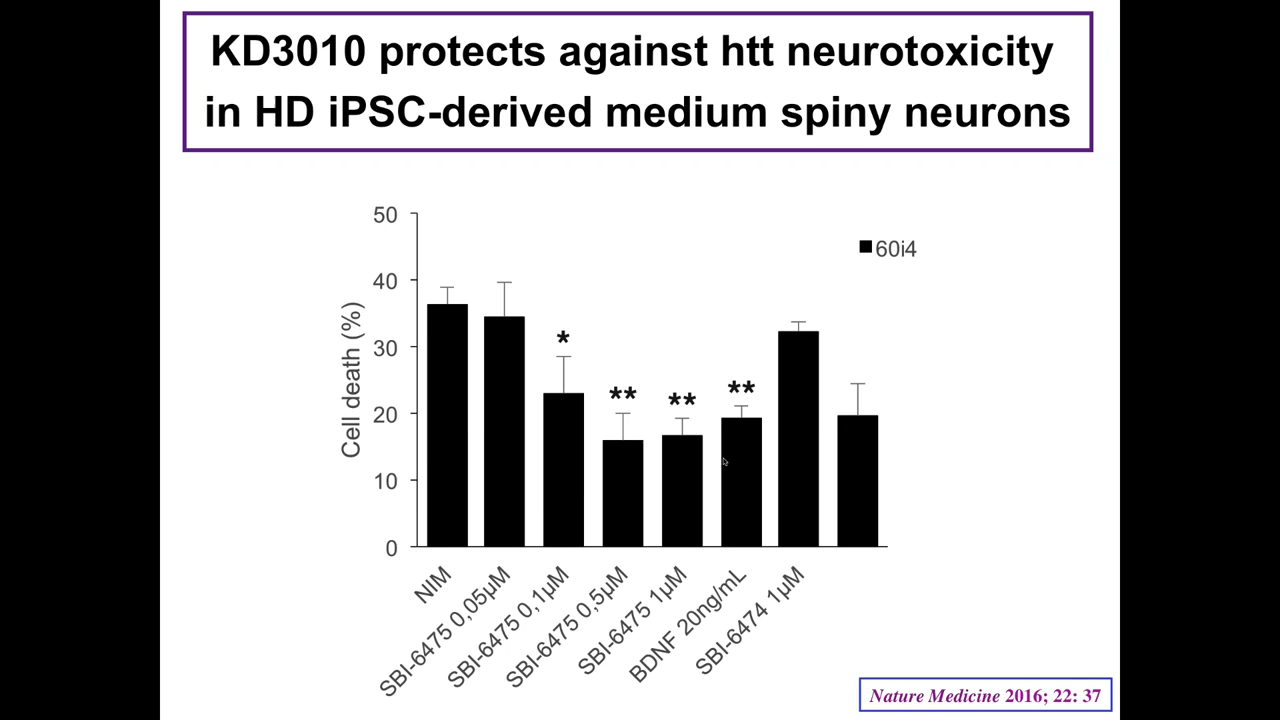 KD3010 protects against htt neurotoxicity
in HD iPSC-derived medium spiny neurons
50
40
30
20
10
0
Cell death (%)
60i4
*
**
**
**
NIM
SBI-6475 0,05µM
SBI-6475 0,1µM
SBI-6475 0,5µM
SBI-6475 1µM
BDNF 20ng/mL
SBI-6474 1µM
Nature Medicine 2016; 22: 37